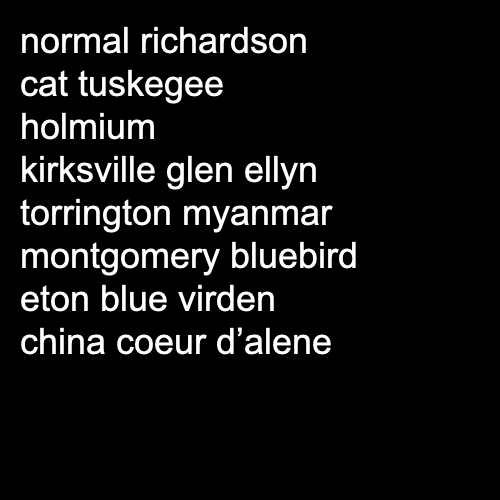 normal richardson
cat tuskegee
holmium
kirksville glen ellyn
torrington myanmar
montgomery bluebird
eton blue virden
china coeur d’alene